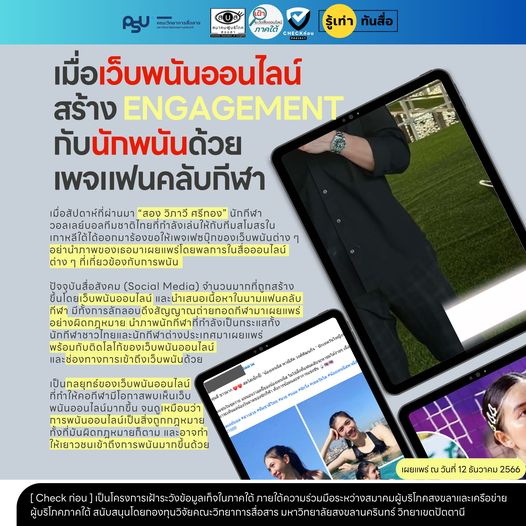 PSU คณะวิทยาการสื่อสาร
สมาคมผู้บริโภค
สงขลา
เฝ้า
ภาคใต้
CHECKก่อน
รู้เท่า ทันสื่อ
เมื่อเว็บพนันออนไลน์
สร้าง ENGAGEMENT
กับนักพนันด้วย
เพจแฟนคลับกีฬา
เมื่อสัปดาห์ที่ผ่านมา “สอง วิภาวี ศรีทอง” นักกีฬา
วอลเลย์บอลทีมชาติไทยที่กำลังเล่นให้กับทีมสโมสรใน
เกาหลีใต้ได้ออกมาร้องขอให้เพจเฟซบุ๊กของเว็บพนันต่าง ๆ
อย่านำภาพของเธอมาเผยแพร่โดยพลการในสื่อออนไลน์
ต่าง ๆ ที่เกี่ยวข้องกับการพนัน
ปัจจุบันสื่อสังคม (Social Media) จำนวนมากที่ถูกสร้าง
ขึ้นโดยเว็บพนันออนไลน์ และนำเสนอเนื้อหาในนามแฟนคลับ
กีฬา มีทั้งการลักลอบดึงสัญญาณถ่ายทอดกีฬามาเผยแพร่
อย่างผิดกฎหมาย นำภาพนักกีฬาที่กำลังเป็นกระแสทั้ง
นักกีฬาชาวไทยและนักกีฬาต่างประเทศมาเผยแพร่
พร้อมกับติดโลโก้ของเว็บพนันออนไลน์
และช่องทางการเข้าถึงเว็บพนันด้วย
เป็นกลยุทธ์ของเว็บพนันออนไลน์
ที่ทำให้คอกีฬามีโอกาสพบเห็นเว็บ
พนันออนไลน์มากขึ้น จนดูเหมือนว่า
การพนันออนไลน์เป็นสิ่งถูกกฎหมาย
ทั้งที่มันผิดกฎหมายก็ตาม และอาจทำ
ให้เยาวชนเข้าถึงการพนันมากขึ้นด้วย
เผยแพร่ ณ วันที่ 12 ธันวาคม 2566
[ Check ก่อน ] เป็นโครงการเฝ้าระวังข้อมูลเท็จในภาคใต้ ภายใต้ความร่วมมือระหว่างสมาคมผู้บริโภคสงขลาและเครือข่าย
ผู้บริโภคภาคใต้ สนับสนุนโดยกองทุนวิจัยคณะวิทยาการสื่อสาร มหาวิทยาลัยสงขลานครินทร์ วิทยาเขตปัตตานี